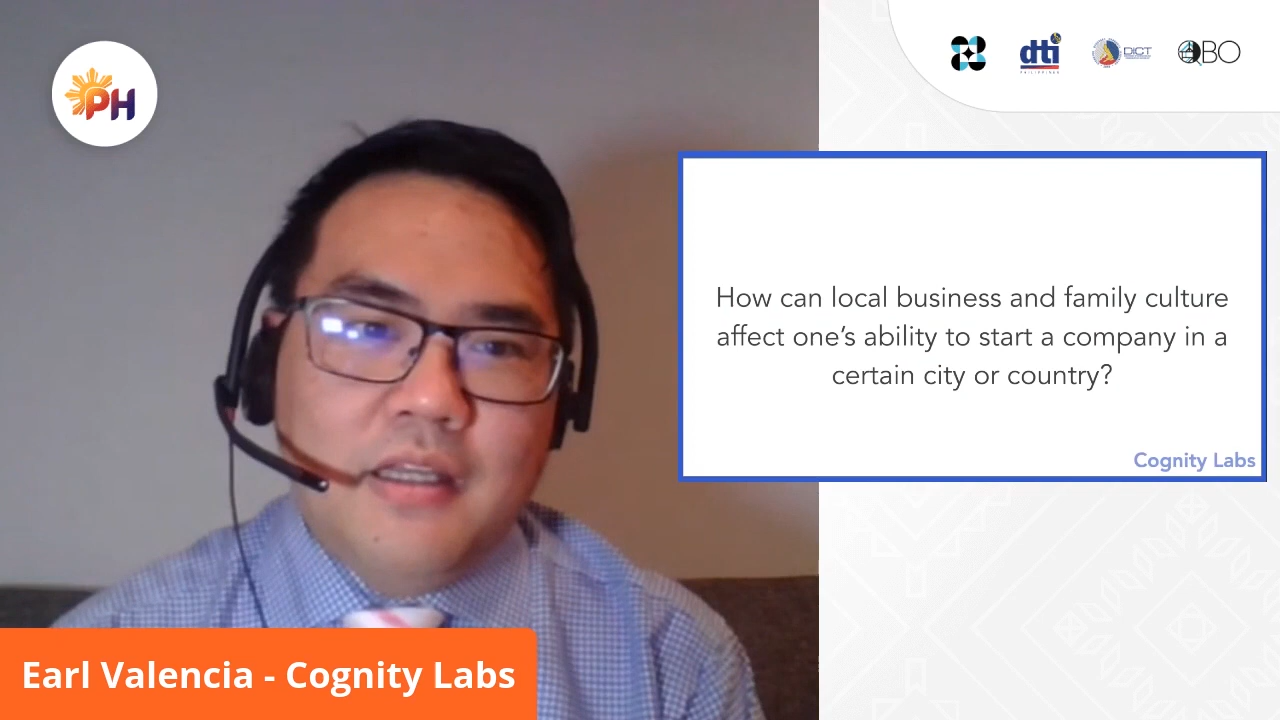 PH
dti
PHILIPPINES
DICT
QBO
How can local business and family culture
affect one's ability to start a company in a
certain city or country?
Cognity Labs
Earl Valencia - Cognity Labs